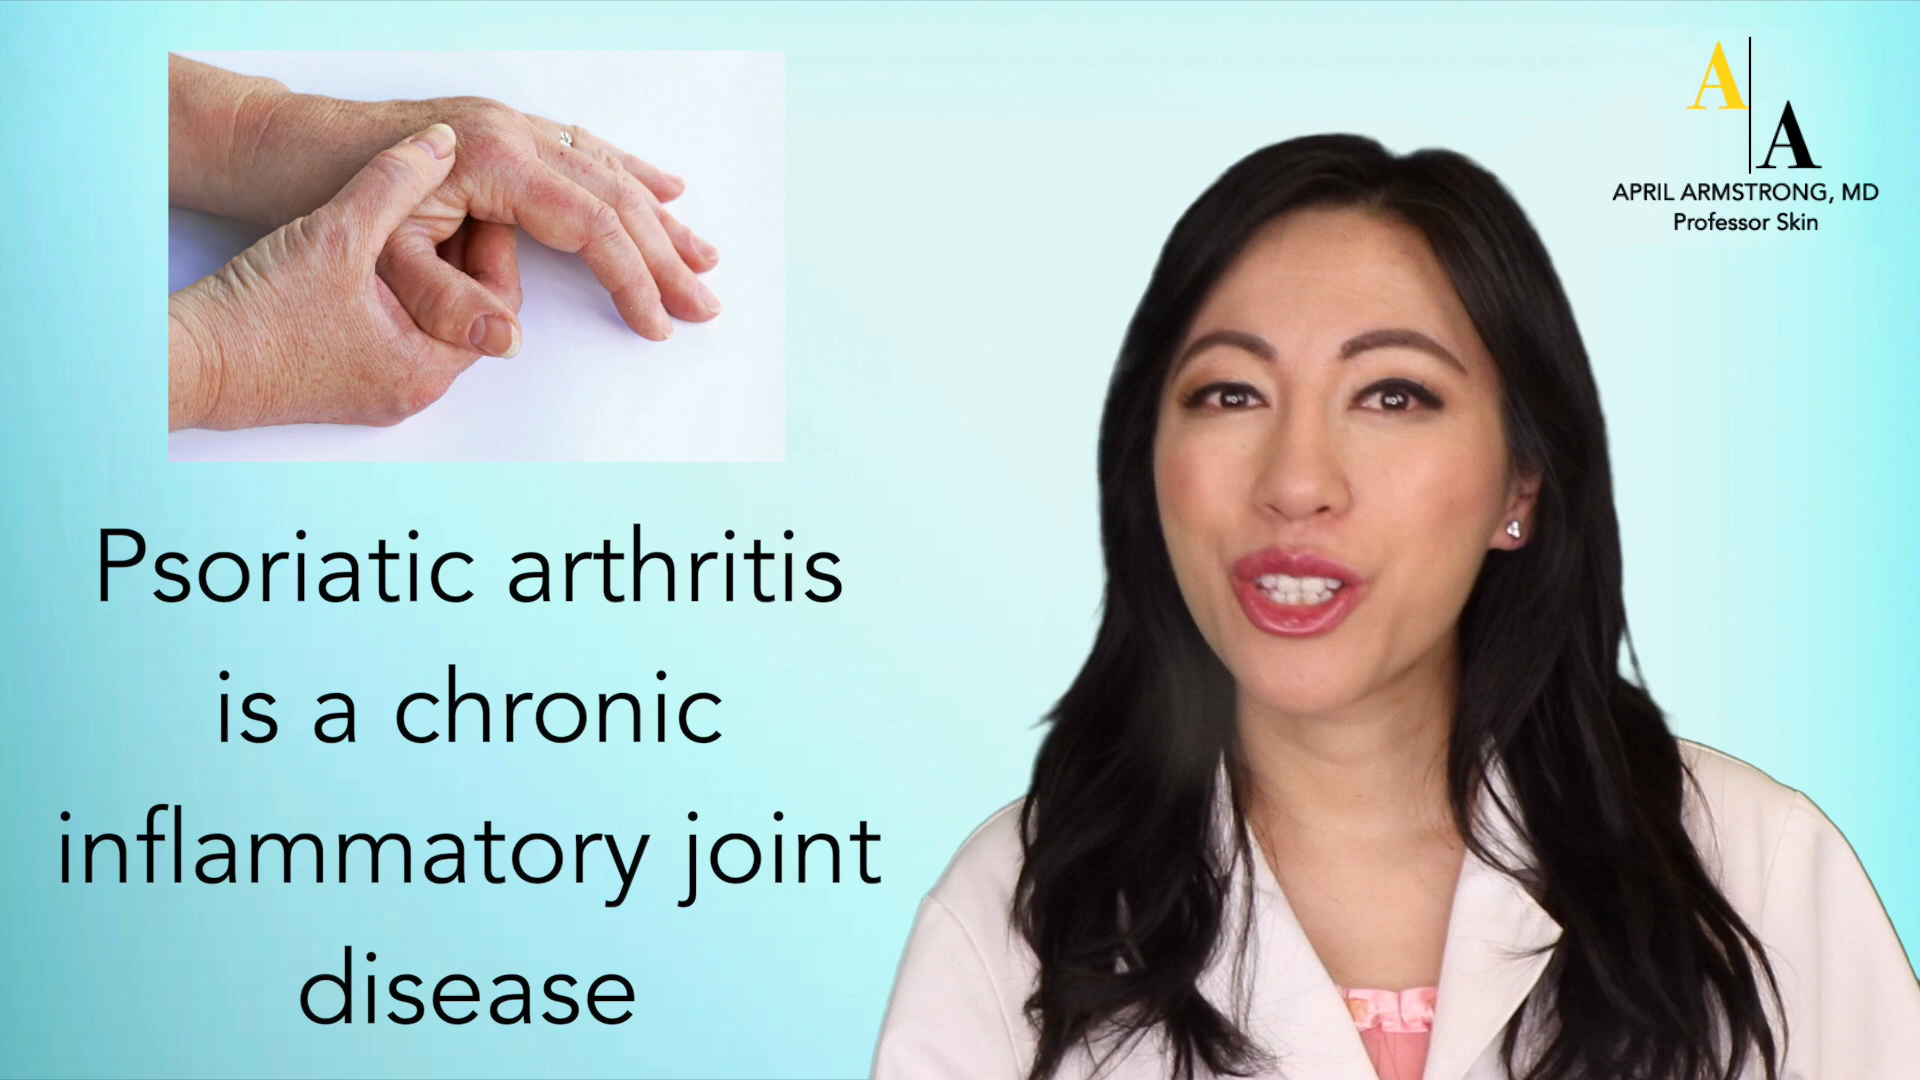 A
A
APRIL ARMSTRONG, MD
Professor Skin
Psoriatic arthritis
is a chronic
inflammatory joint
disease